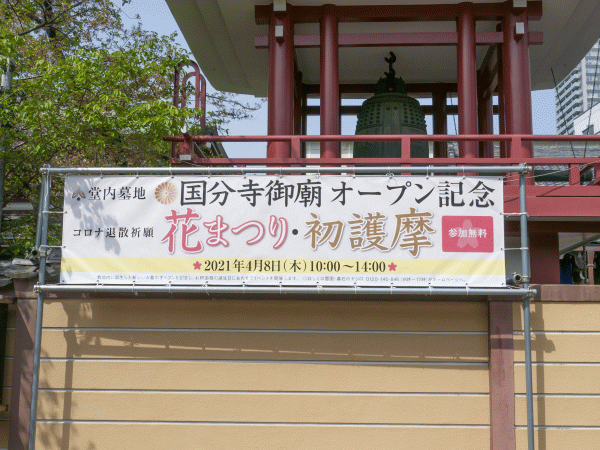 堂内墓地 国分寺御廟 オープン記念
コロナ退散祈願 花まつり・初護摩 参加無料
★2021年4月8日(木)10:00~14:00★